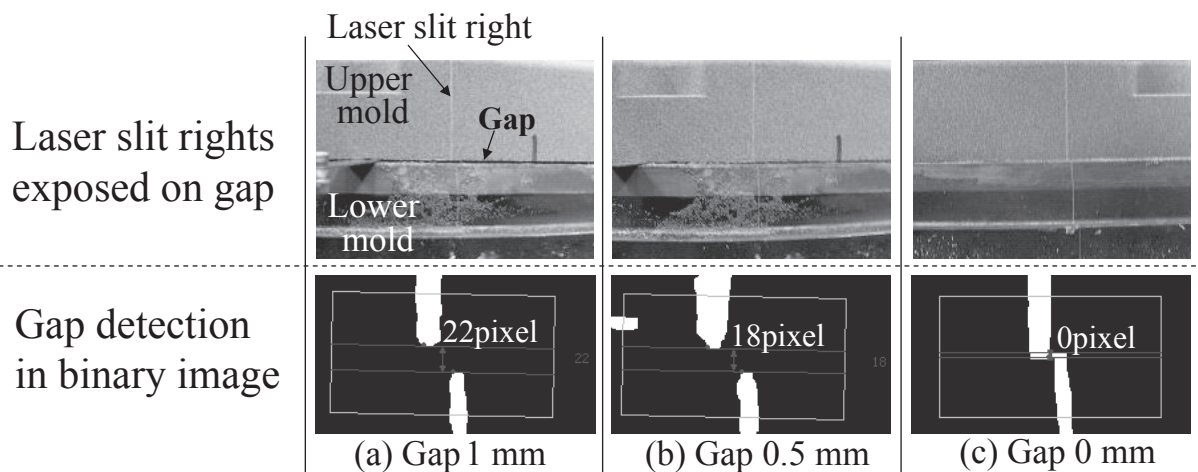 Laser slit right
Upper
mold
Gap
Lower
mold
Laser slit rights
exposed on gap
Gap detection
in binary image
22pixel
22
18pixel
18
0pixel
(a) Gap 1 mm
(b) Gap 0.5 mm
(c) Gap 0 mm